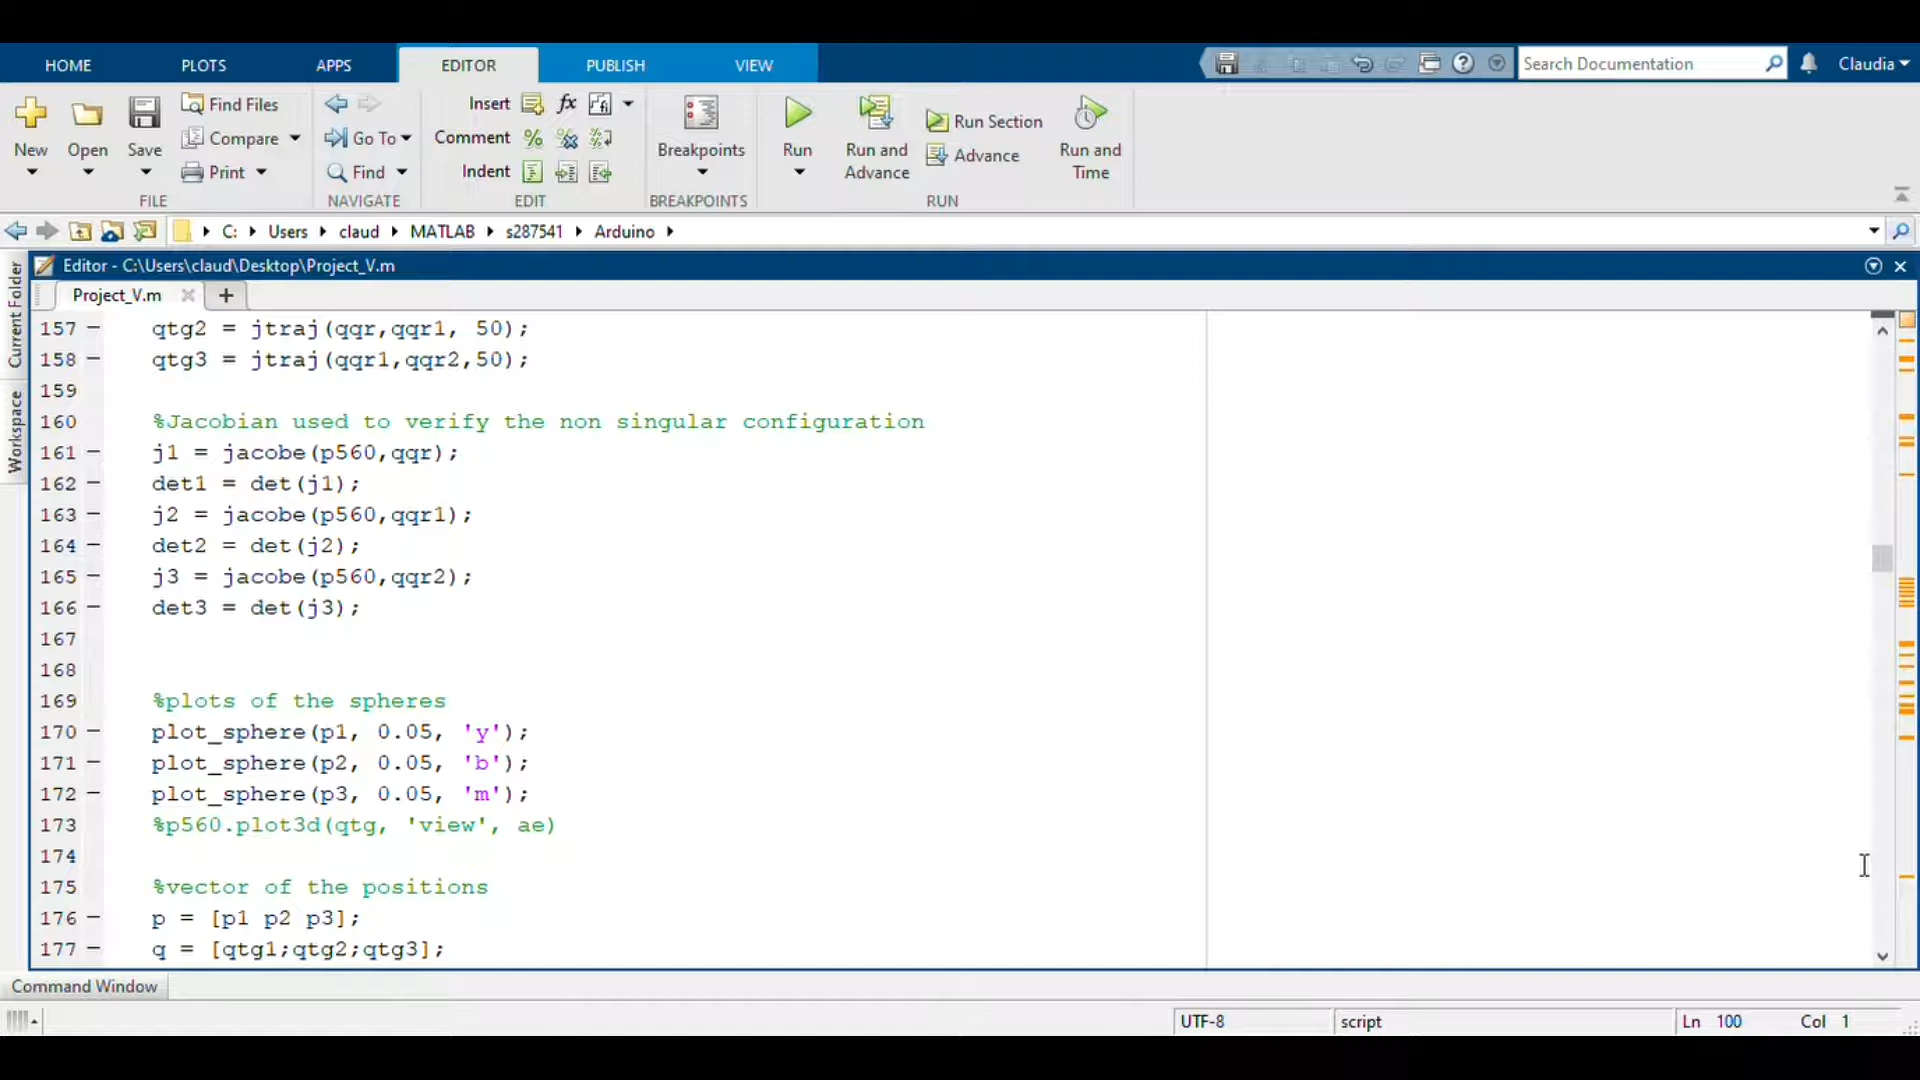 HOME PLOTS APPS EDITOR PUBLISH VIEW Search Documentation Claudia
New Open Save Find Files Compare Print Go To Find Insert fx Comment Indent Breakpoints Run Run and Advance Run Section Advance Run and Time
FILE NAVIGATE EDIT BREAKPOINTS RUN
C: Users claud MATLAB s287541 Arduino
Current Folder
Workspace
Editor - C:\Users\claud\Desktop\Project_V.m
Project_V.m
157 – qtg2 = jtraj(qqr,qqr1, 50);
158 – qtg3 = jtraj(qqr1,qqr2,50);
159
160 %Jacobian used to verify the non singular configuration
161 – j1 = jacobe(p560,qqr);
162 – det1 = det(j1);
163 – j2 = jacobe(p560,qqr1);
164 – det2 = det(j2);
165 – j3 = jacobe(p560,qqr2);
166 – det3 = det(j3);
167
168
169 %plots of the spheres
170 – plot_sphere(p1, 0.05, 'y');
171 – plot_sphere(p2, 0.05, 'b');
172 – plot_sphere(p3, 0.05, 'm');
173 %p560.plot3d(qtg, 'view', ae)
174
175 %vector of the positions
176 – p = [p1 p2 p3];
177 – q = [qtg1;qtg2;qtg3];
Command Window
UTF-8 script Ln 100 Col 1